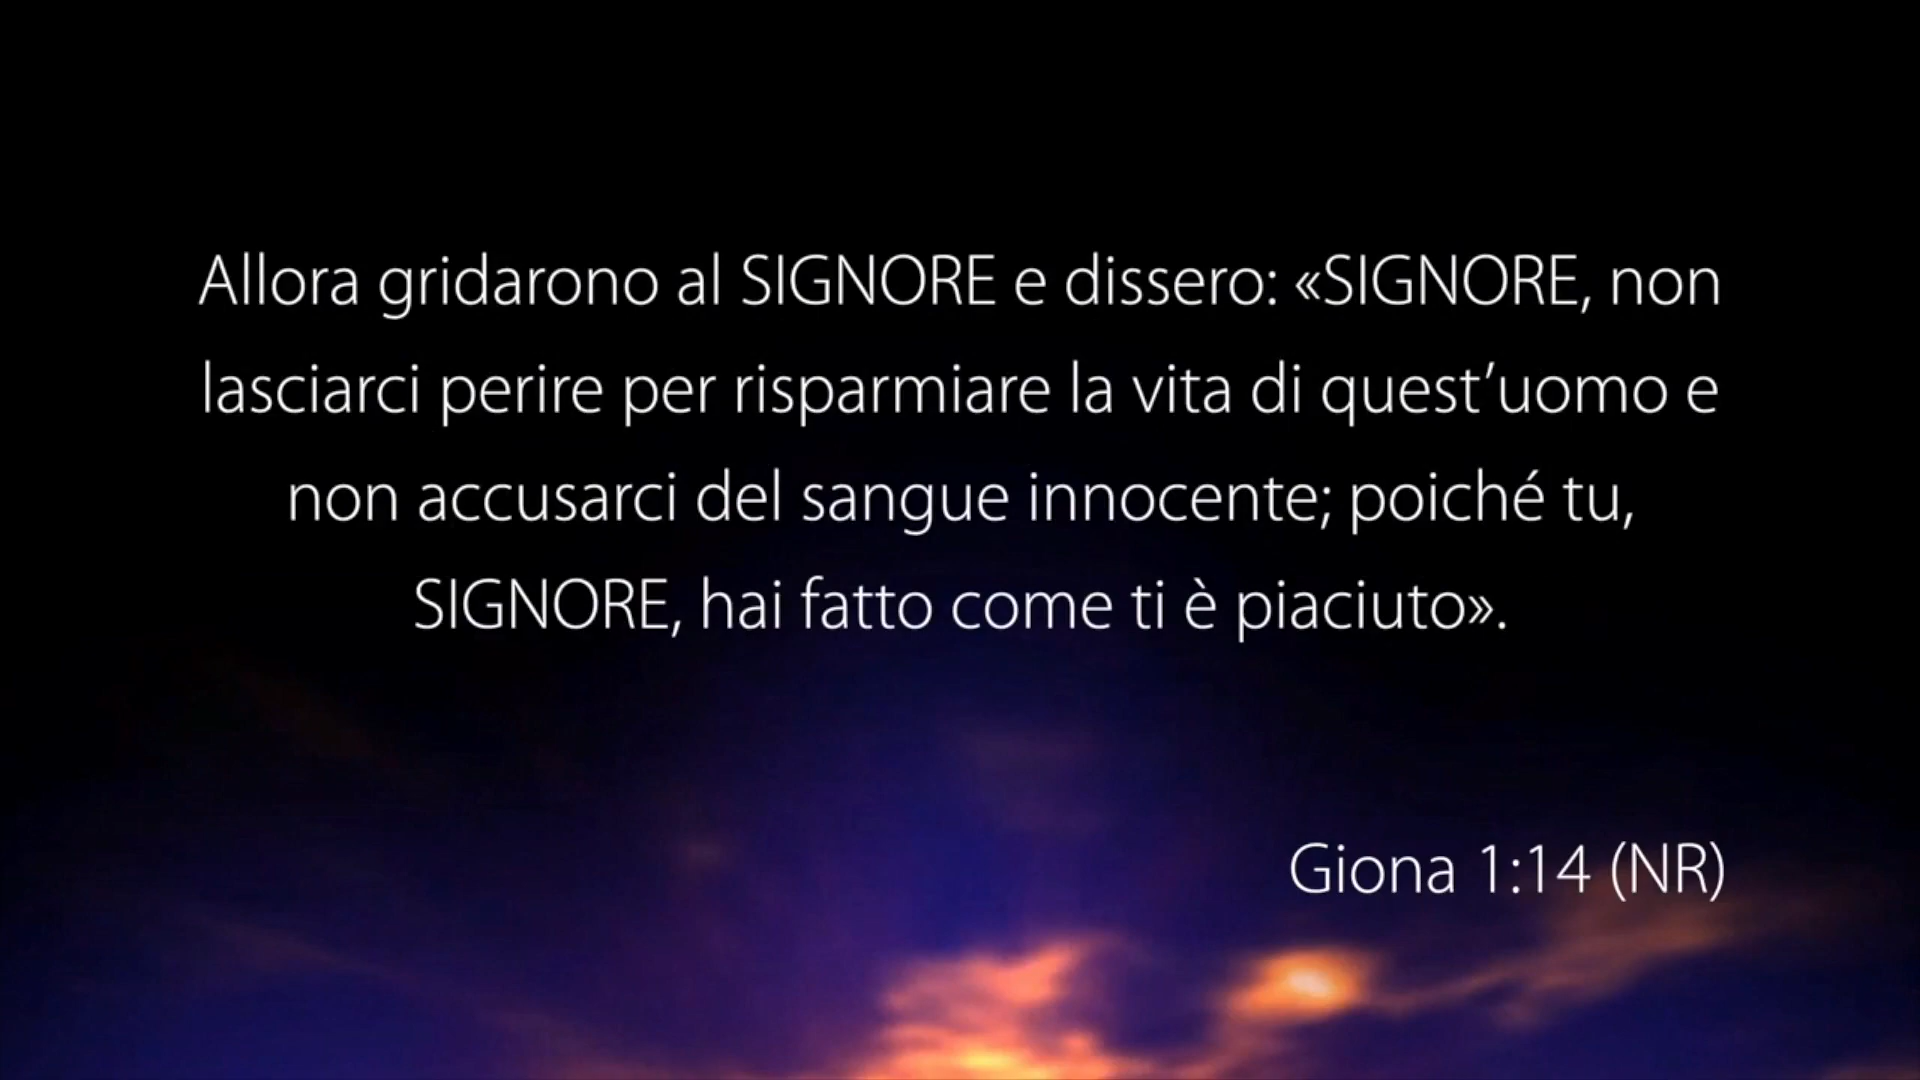 Allora gridarono al SIGNORE e dissero: «SIGNORE, non
lasciarci perire per risparmiare la vita di quest’uomo e
non accusarci del sangue innocente; poiché tu,
SIGNORE, hai fatto come ti è piaciuto».
Giona 1:14 (NR)